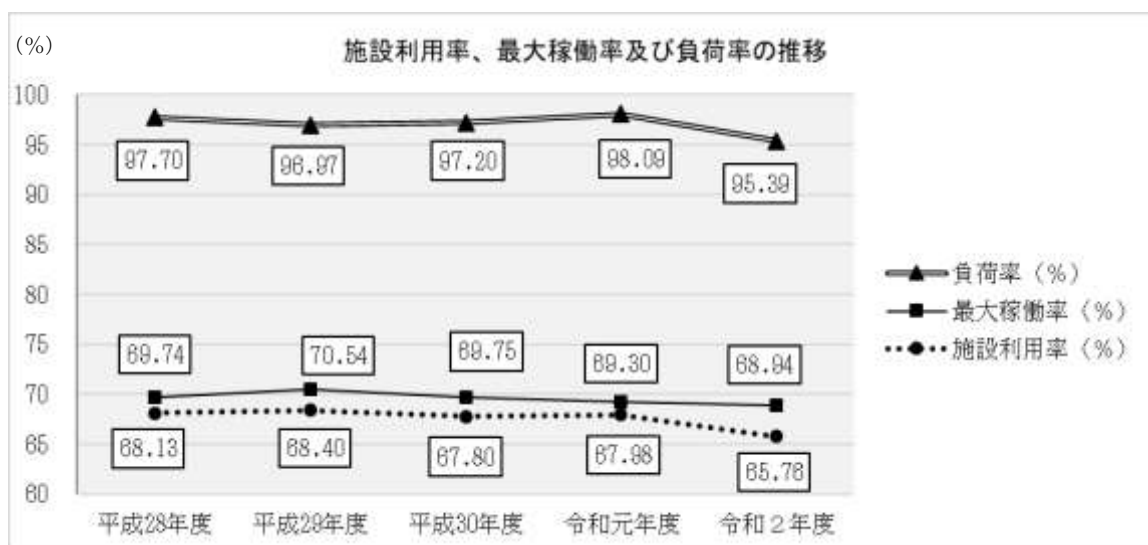 (%)
施設利用率、最大稼働率及び負荷率の推移
100
95
90
85
80
75
70
65
60
97.70
96.97
97.20
98.09
95.39
69.74
70.54
69.75
69.30
68.94
68.13
68.40
67.80
67.98
65.76
平成28年度
平成29年度
平成30年度
令和元年度
令和2年度
負荷率(%)
最大稼働率(%)
施設利用率(%)